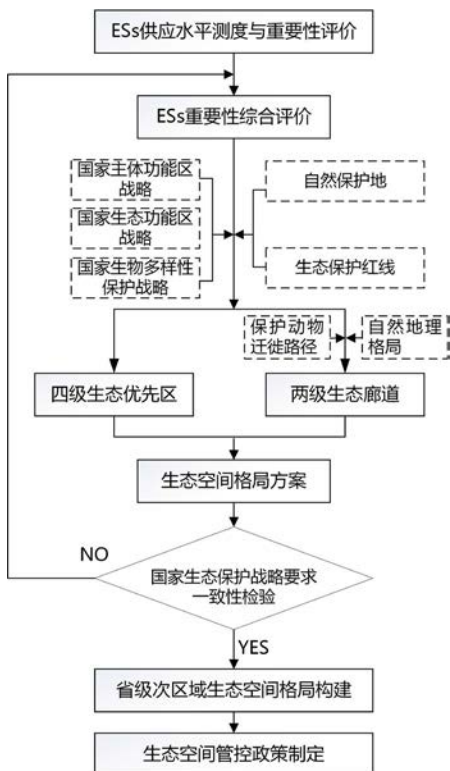 ESs供应水平测度与重要性评价
ESs重要性综合评价
国家主体功能区
战略
国家生态功能区
战略
国家生物多样性
保护战略
自然保护地
生态保护红线
保护动物
迁徙路径
自然地理
格局
四级生态优先区
两级生态廊道
生态空间格局方案
NO
国家生态保护战略要求
一致性检验
YES
省级次区域生态空间格局构建
生态空间管控政策制定